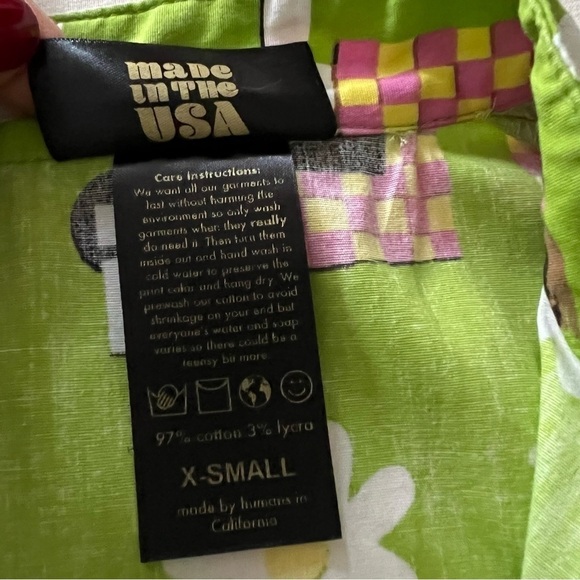 made
in the
USA
Care Instructions:
We want all our garments to
last without harming the
environment so only wash
garments when they really
do need it. Then turn them
inside out and hand wash in
cold water to preserve the
print color and hang dry. We
prewash our cotton to avoid
shrinkage on your end but
everyone's water and soap
varies so there could be a
teensy bit more.
97% cotton 3% lycra
X-SMALL
made by humans in
California